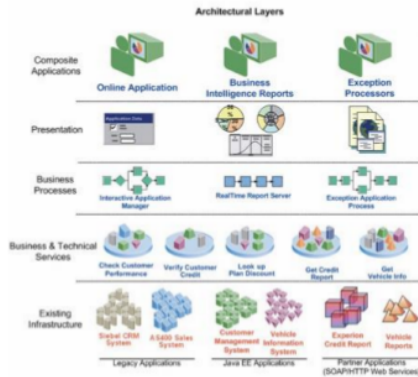 Architectural Layers
Composite
Applications
Online Application
Business
Intelligence Reports
Exception
Processors
Presentation
Application Data
Business
Processes
Interactive Application
Manager
RealTime Report Server
Exception Application
Process
Business & Technical
Services
Check Customer
Performance
Verify Customer
Credit
Look up
Plan Discount
Get Credit
Report
Get
Vehicle Info
Existing
Infrastructure
Siebel CRM
System
AS400 Sales
System
Customer
Management
System
Vehicle
Information
System
Experion
Credit Report
Vehicle
Reports
Legacy Applications
Java EE Applications
Partner Applications
(SOAP/HTTP Web Services)